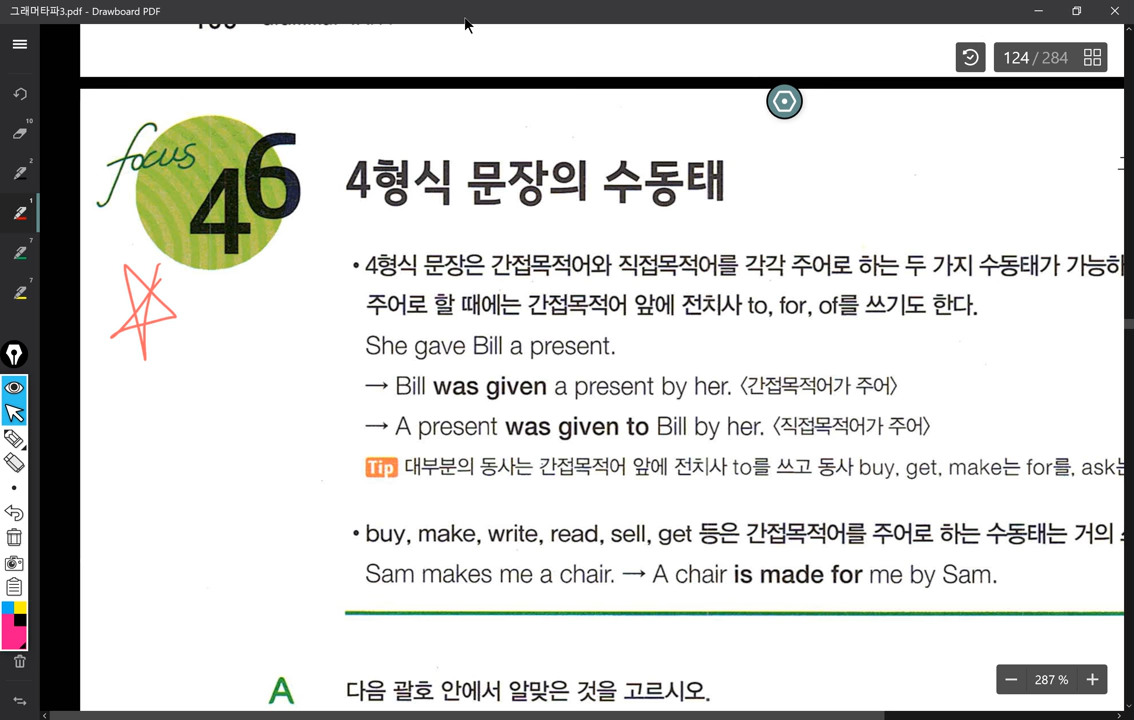 그래머타파3.pdf - Drawboard PDF
124 / 284
10
2
1
7
7
focus
46
4형식 문장의 수동태
• 4형식 문장은 간접목적어와 직접목적어를 각각 주어로 하는 두 가지 수동태가 가능하
주어로 할 때에는 간접목적어 앞에 전치사 to, for, of를 쓰기도 한다.
She gave Bill a present.
→ Bill was given a present by her. 〈간접목적어가 주어〉
→ A present was given to Bill by her. 〈직접목적어가 주어〉
Tip 대부분의 동사는 간접목적어 앞에 전치사 to를 쓰고 동사 buy, get, make는 for를, ask는
• buy, make, write, read, sell, get 등은 간접목적어를 주어로 하는 수동태는 거의
Sam makes me a chair. → A chair is made for me by Sam.
A 다음 괄호 안에서 알맞은 것을 고르시오.
287 %